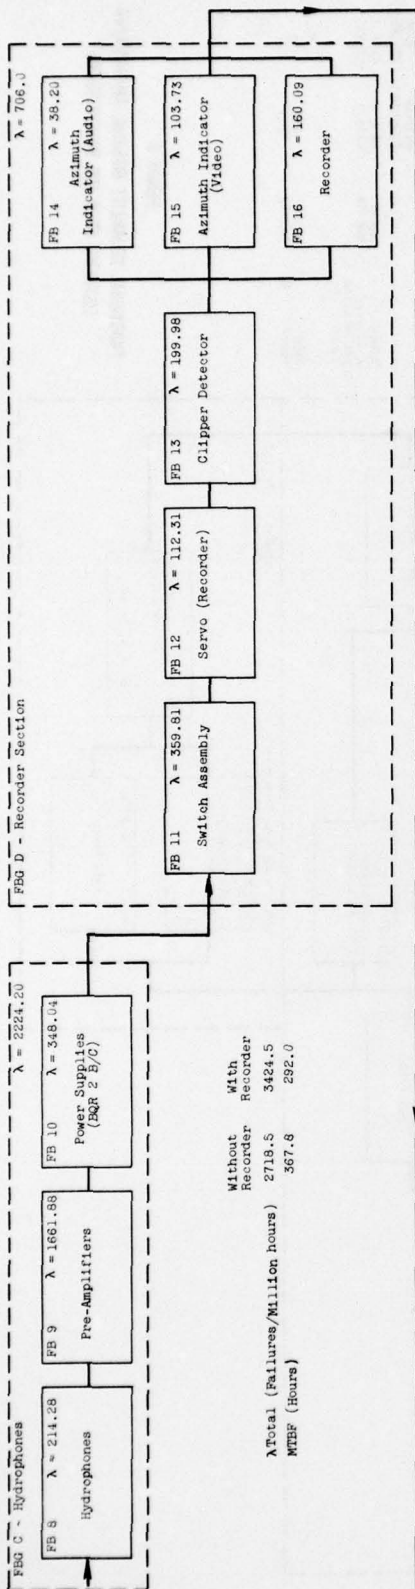 FBG C - Hydrophones
λ = 2224.20
FB 8 λ = 214.28
Hydrophones
FB 9 λ = 1661.88
Pre-Amplifiers
FB 10 λ = 348.04
Power Supplies
(BQR 2 B/C)
FBG D - Recorder Section
λ = 706.0
FB 11 λ = 359.81
Switch Assembly
FB 12 λ = 112.31
Servo (Recorder)
FB 13 λ = 199.98
Clipper Detector
FB 14 λ = 38.20
Azimuth
Indicator (Audio)
FB 15 λ = 103.73
Azimuth Indicator
(Video)
FB 16 λ = 160.09
Recorder
Without With
Recorder Recorder
λTotal (Failures/Million hours) 2718.5 3424.5
MTBF (Hours) 367.8 292.0